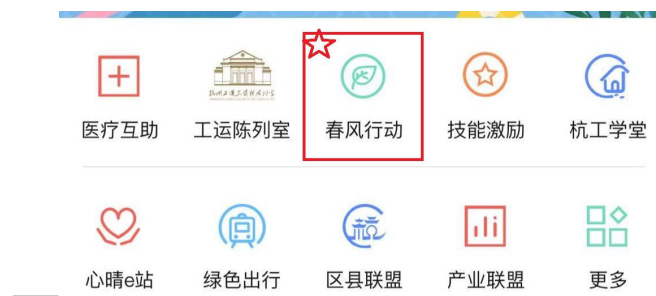 医疗互助 工运陈列室 春风行动 技能激励 杭工学堂
心晴e站 绿色出行 区县联盟 产业联盟 更多